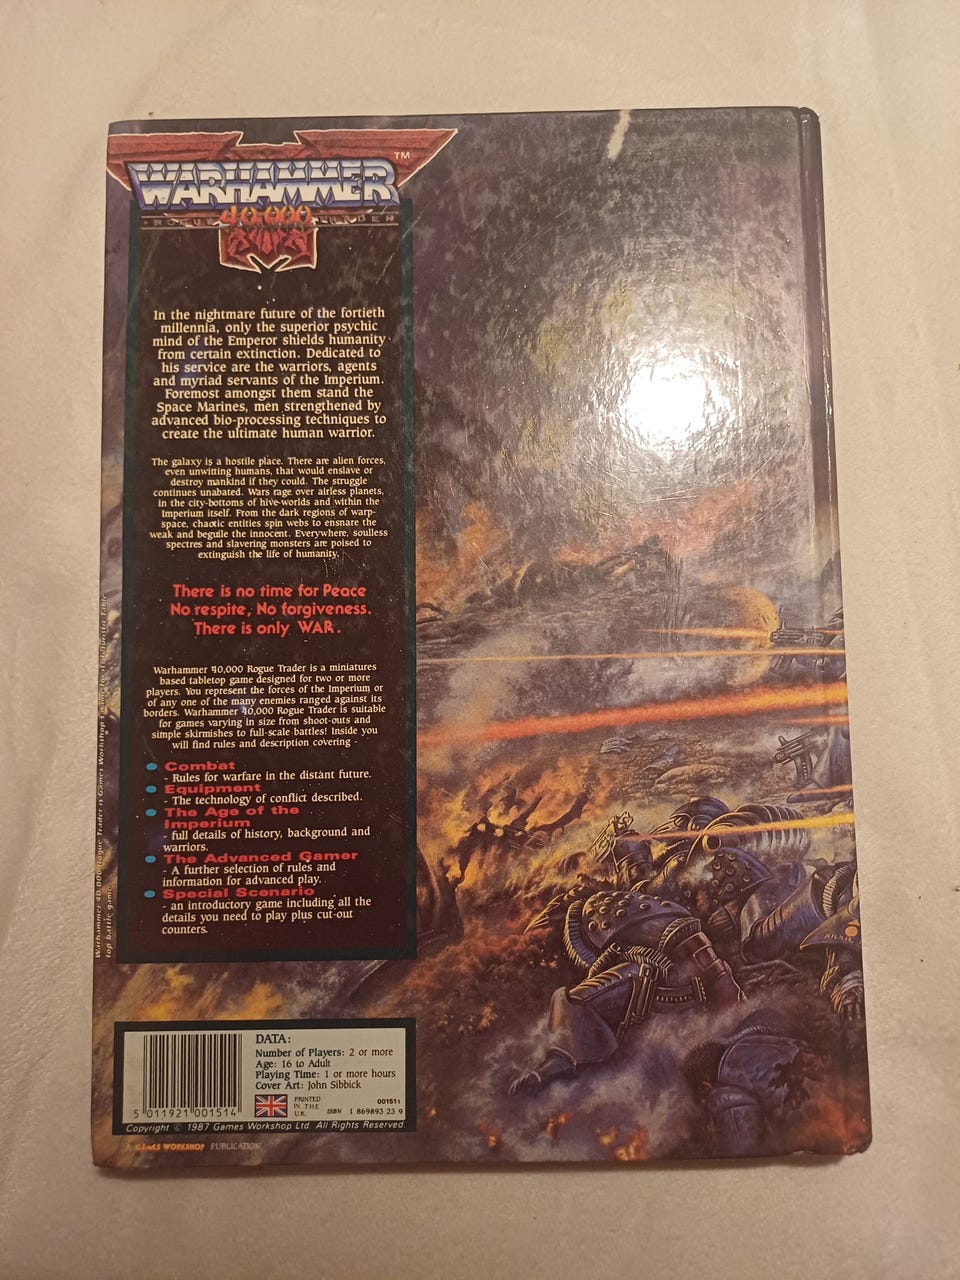 WARHAMMER™
40,000
ROGUE TRADER
In the nightmare future of the fortieth
millennia, only the superior psychic
mind of the Emperor shields humanity
from certain extinction. Dedicated to
his service are the warriors, agents
and myriad servants of the Imperium.
Foremost amongst them stand the
Space Marines, men strengthened by
advanced bio-processing techniques to
create the ultimate human warrior.
The galaxy is a hostile place. There are alien forces,
even unwitting humans, that would enslave or
destroy mankind if they could. The struggle
continues unabated. Wars rage over airless planets,
in the city-bottoms of hive-worlds and within the
Imperium itself. From the dark regions of warp-
space, chaotic entities spin webs to ensnare the
weak and beguile the innocent. Everywhere, soulless
spectres and slavering monsters are poised to
extinguish the life of humanity.
There is no time for Peace
No respite, No forgiveness.
There is only WAR.
Warhammer 40,000 Rogue Trader is a miniatures
based tabletop game designed for two or more
players. You represent the forces of the Imperium or
of any one of the many enemies ranged against its
borders. Warhammer 40,000 Rogue Trader is suitable
for games varying in size from shoot-outs and
simple skirmishes to full-scale battles! Inside you
will find rules and description covering -
Combat
- Rules for warfare in the distant future.
Equipment
- The technology of conflict described.
The Age of the
Imperium
- full details of history, background and
warriors.
The Advanced Gamer
- A further selection of rules and
information for advanced play.
Special Scenario
- an introductory game including all the
details you need to play plus cut-out
counters.
Warhammer 40,000 Rogue Trader is Games Workshop's
top battle game.
DATA:
Number of Players: 2 or more
Age: 16 to Adult
Playing Time: 1 or more hours
Cover Art: John Sibbick
001511
PRINTED
IN THE
U.K.
ISBN 1 869893 23 9
5 011921 001514
Copyright © 1987 Games Workshop Ltd. All Rights Reserved.
A GAMES WORKSHOP PUBLICATION